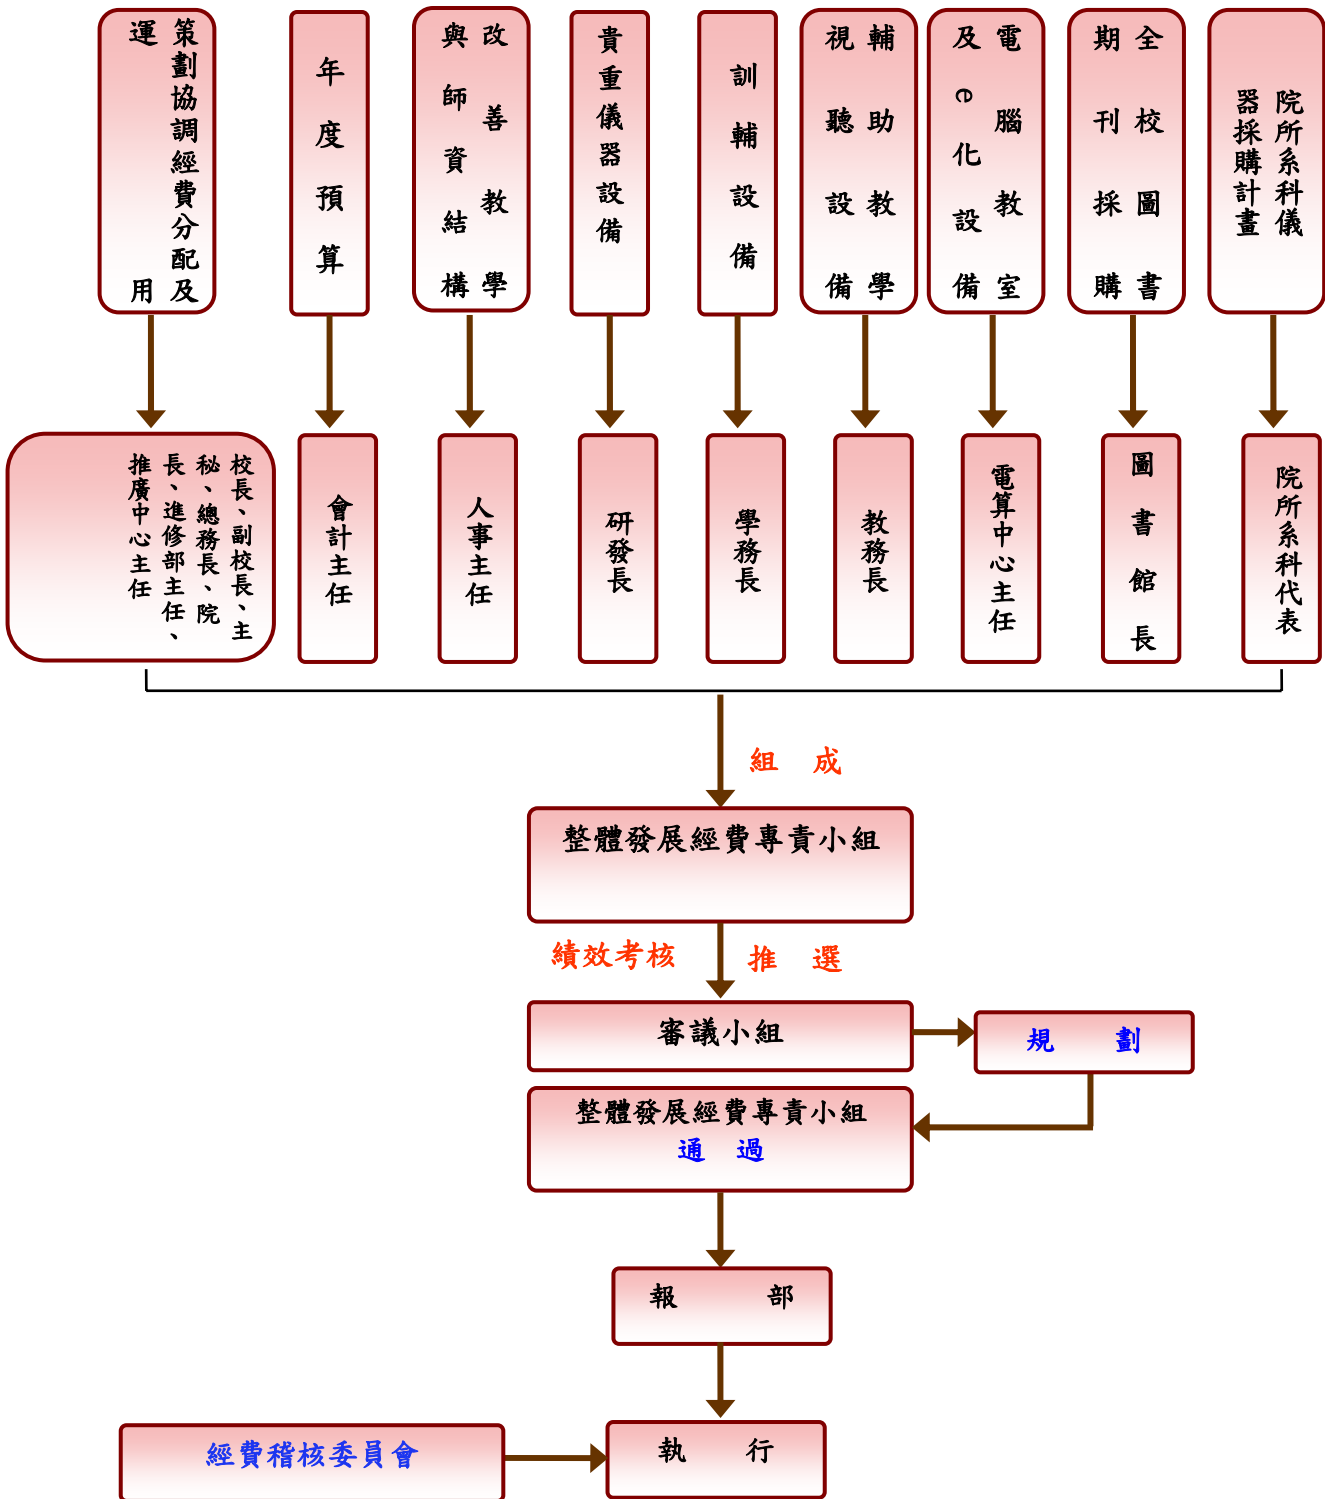 策劃協調經費分配及
運用
年度預算
改善教學
與師資結構
貴重儀器設備
訓輔設備
輔助教學
視聽設備
電腦教室
及e化設備
全校圖書
期刊採購
院所系科儀
器採購計畫
校長、副校長、主
秘、總務長、院
長、進修部主任、
推廣中心主任
會計主任
人事主任
研發長
學務長
教務長
電算中心主任
圖書館長
院所系科代表
組 成
整體發展經費專責小組
績效考核 推 選
審議小組
規 劃
整體發展經費專責小組
通 過
報 部
經費稽核委員會
執 行